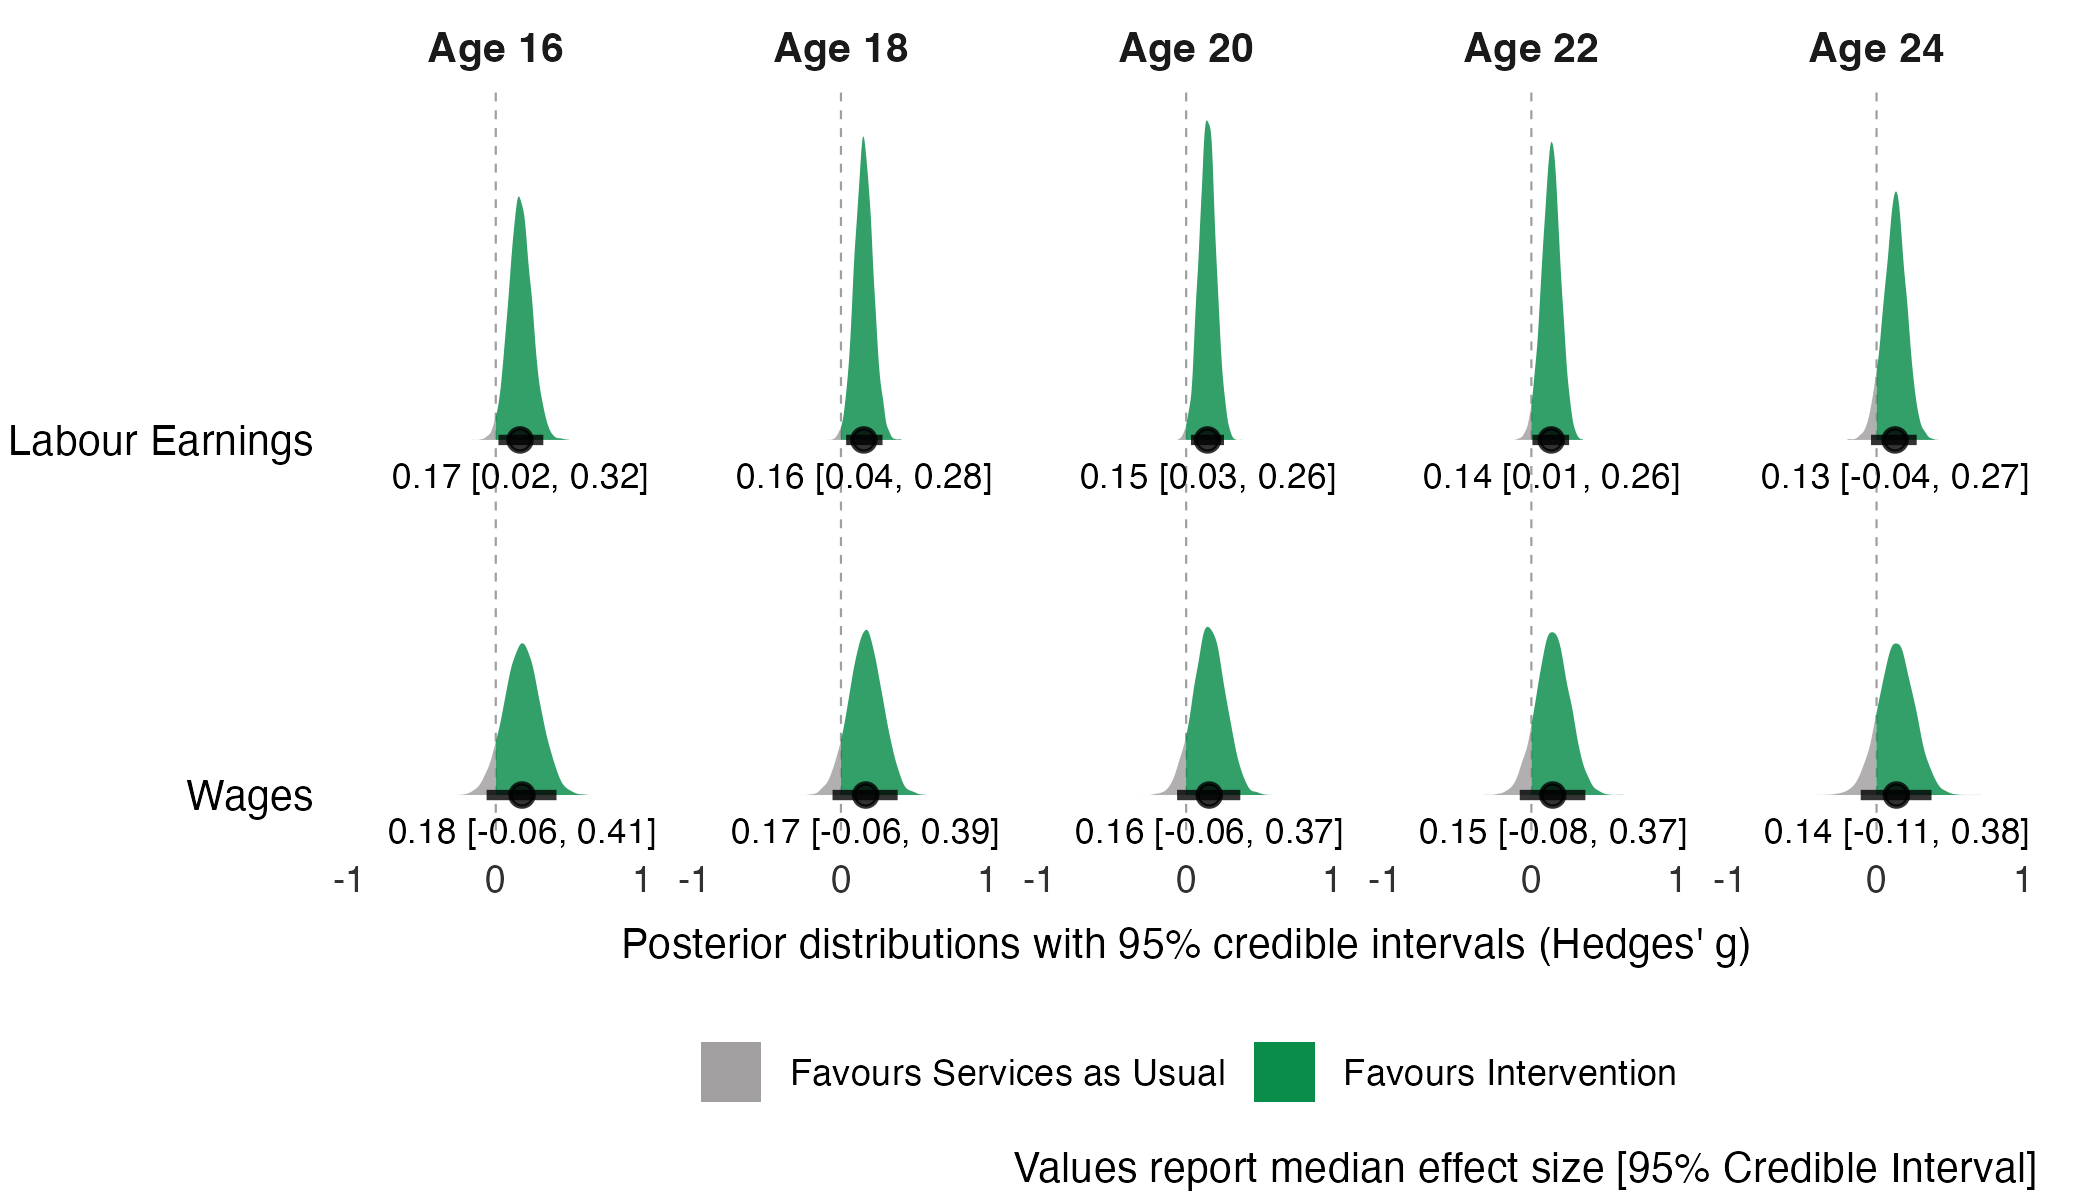 Age 16 Age 18 Age 20 Age 22 Age 24
Labour Earnings
0.17 [0.02, 0.32] 0.16 [0.04, 0.28] 0.15 [0.03, 0.26] 0.14 [0.01, 0.26] 0.13 [-0.04, 0.27]
Wages
0.18 [-0.06, 0.41] 0.17 [-0.06, 0.39] 0.16 [-0.06, 0.37] 0.15 [-0.08, 0.37] 0.14 [-0.11, 0.38]
-1 0 1 -1 0 1 -1 0 1 -1 0 1 -1 0 1
Posterior distributions with 95% credible intervals (Hedges' g)
Favours Services as Usual Favours Intervention
Values report median effect size [95% Credible Interval]